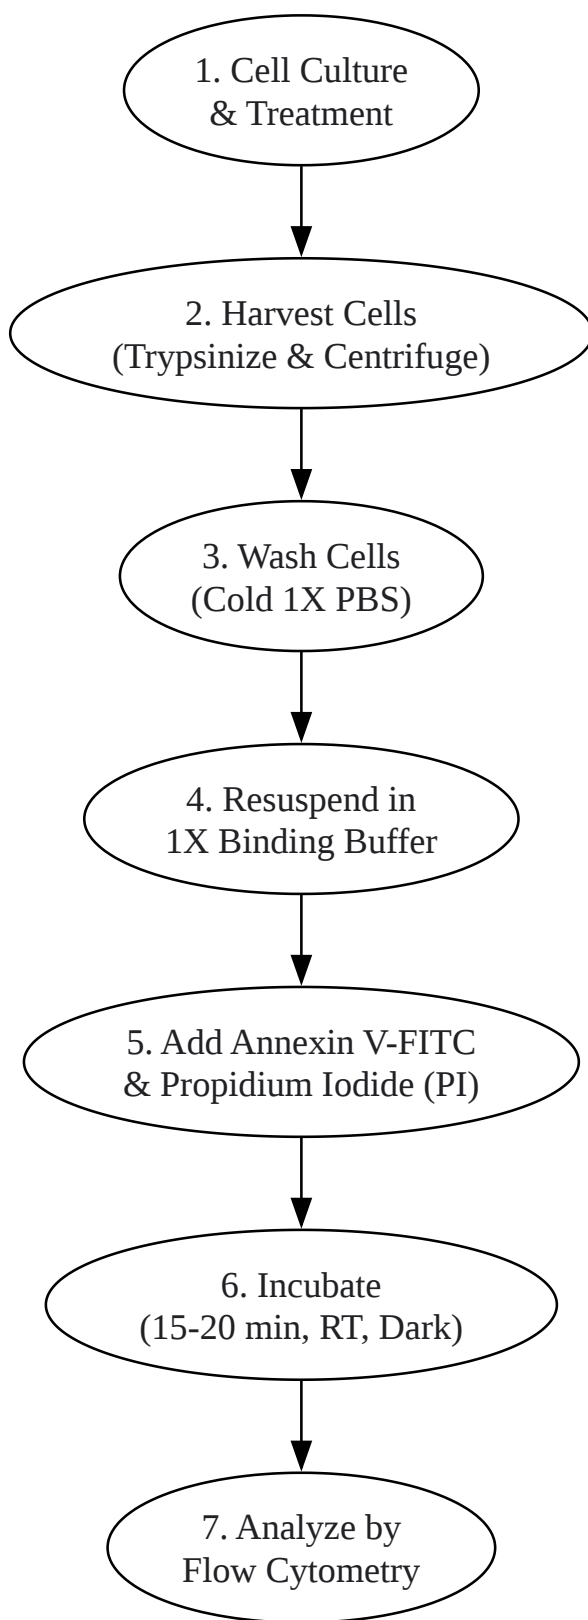 1. Cell Culture
& Treatment
2. Harvest Cells
(Trypsinize & Centrifuge)
3. Wash Cells
(Cold 1X PBS)
4. Resuspend in
1X Binding Buffer
5. Add Annexin V-FITC
& Propidium Iodide (PI)
6. Incubate
(15-20 min, RT, Dark)
7. Analyze by
Flow Cytometry